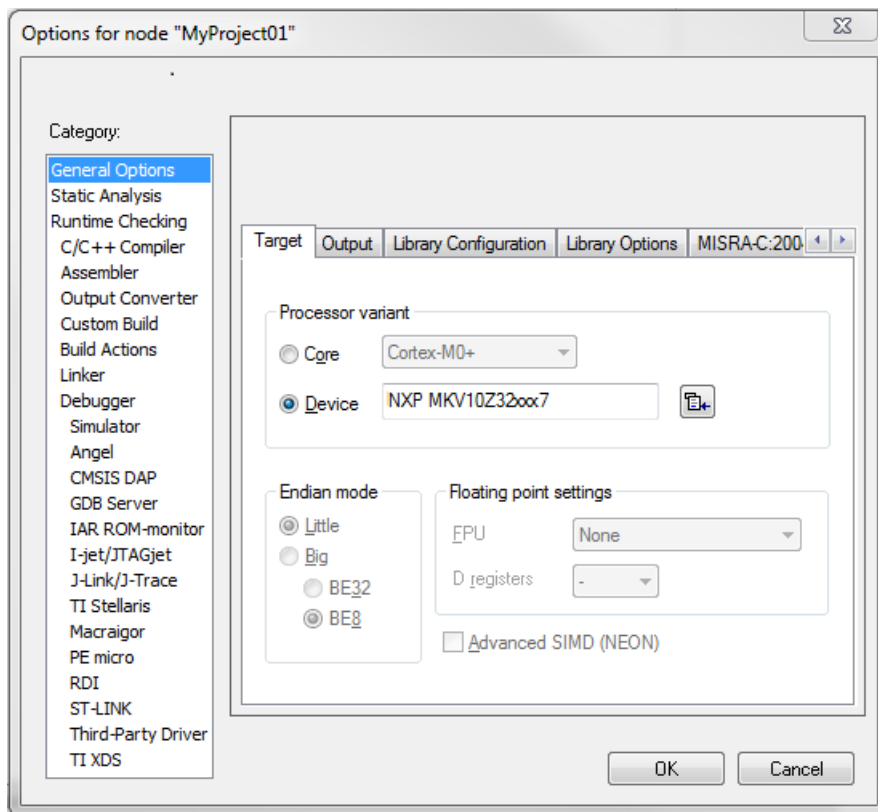 Options for node "MyProject01"
Category:
General Options
Static Analysis
Runtime Checking
C/C++ Compiler
Assembler
Output Converter
Custom Build
Build Actions
Linker
Debugger
Simulator
Angel
CMSIS DAP
GDB Server
IAR ROM-monitor
I-jet/JTAGjet
J-Link/J-Trace
TI Stellaris
Macraigor
PE micro
RDI
ST-LINK
Third-Party Driver
TI XDS
Target Output Library Configuration Library Options MISRA-C:200
Processor variant
Core Cortex-M0+
Device NXP MKV10Z32xxx7
Endian mode
Little
Big
BE32
BE8
Floating point settings
FPU None
D registers -
Advanced SIMD (NEON)
OK Cancel